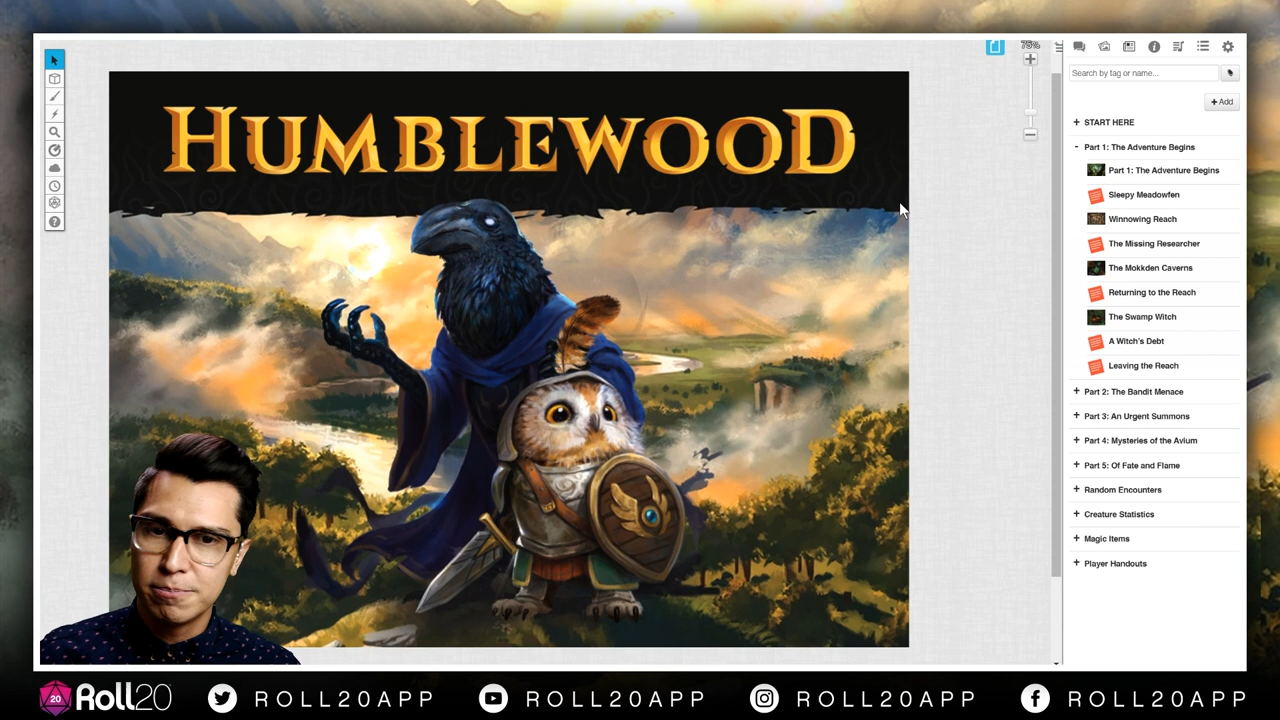 75%
Search by tag or name...
+ Add
HUMBLEWOOD
+ START HERE
- Part 1: The Adventure Begins
Part 1: The Adventure Begins
Sleepy Meadowfen
Winnowing Reach
The Missing Researcher
The Mokkden Caverns
Returning to the Reach
The Swamp Witch
A Witch's Debt
Leaving the Reach
+ Part 2: The Bandit Menace
+ Part 3: An Urgent Summons
+ Part 4: Mysteries of the Avium
+ Part 5: Of Fate and Flame
+ Random Encounters
+ Creature Statistics
+ Magic Items
+ Player Handouts
20 Roll20 ROLL20APP ROLL20APP ROLL20APP ROLL20APP